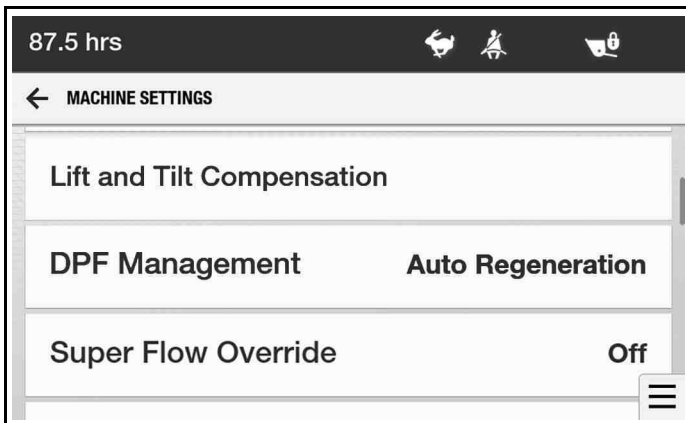 87.5 hrs
MACHINE SETTINGS
Lift and Tilt Compensation
DPF Management Auto Regeneration
Super Flow Override Off